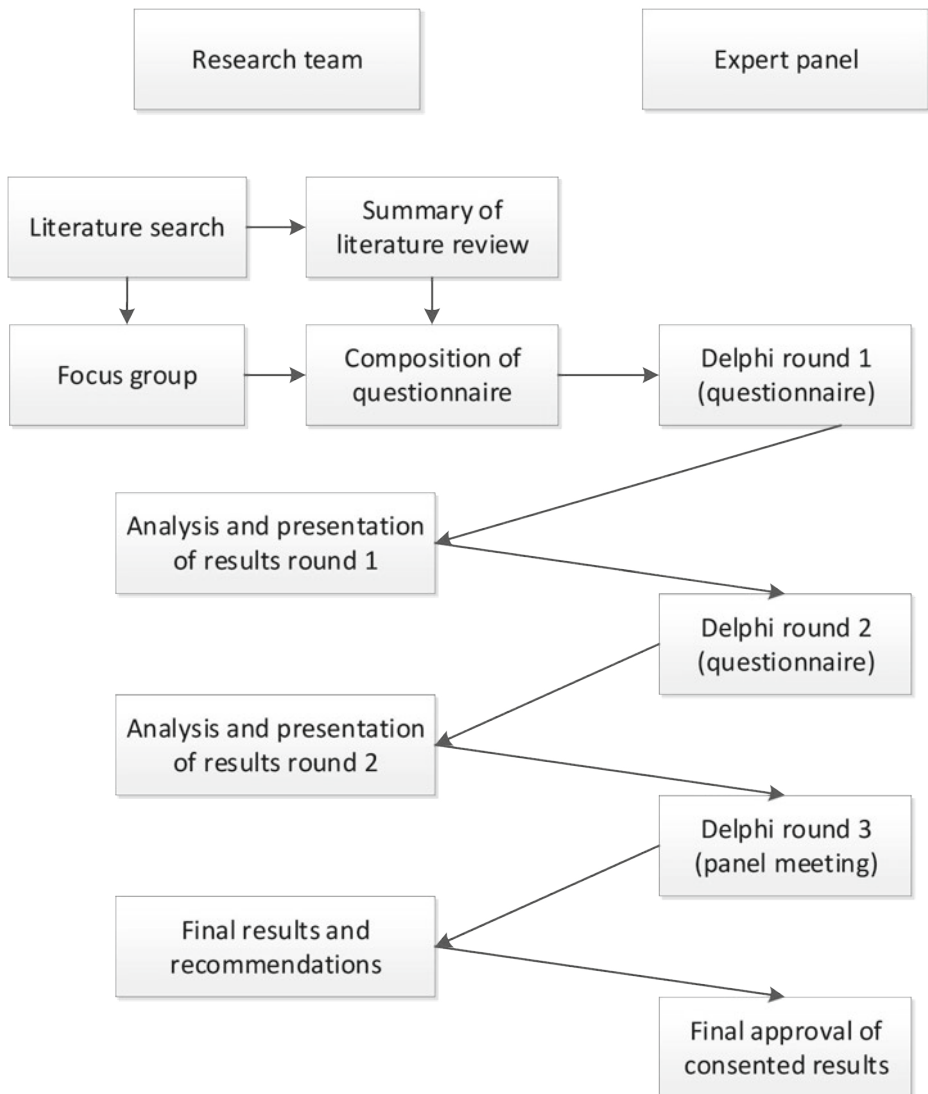 Research team
Expert panel
Literature search
Summary of
literature review
Focus group
Composition of
questionnaire
Delphi round 1
(questionnaire)
Analysis and presentation
of results round 1
Delphi round 2
(questionnaire)
Analysis and presentation
of results round 2
Delphi round 3
(panel meeting)
Final results and
recommendations
Final approval of
consented results